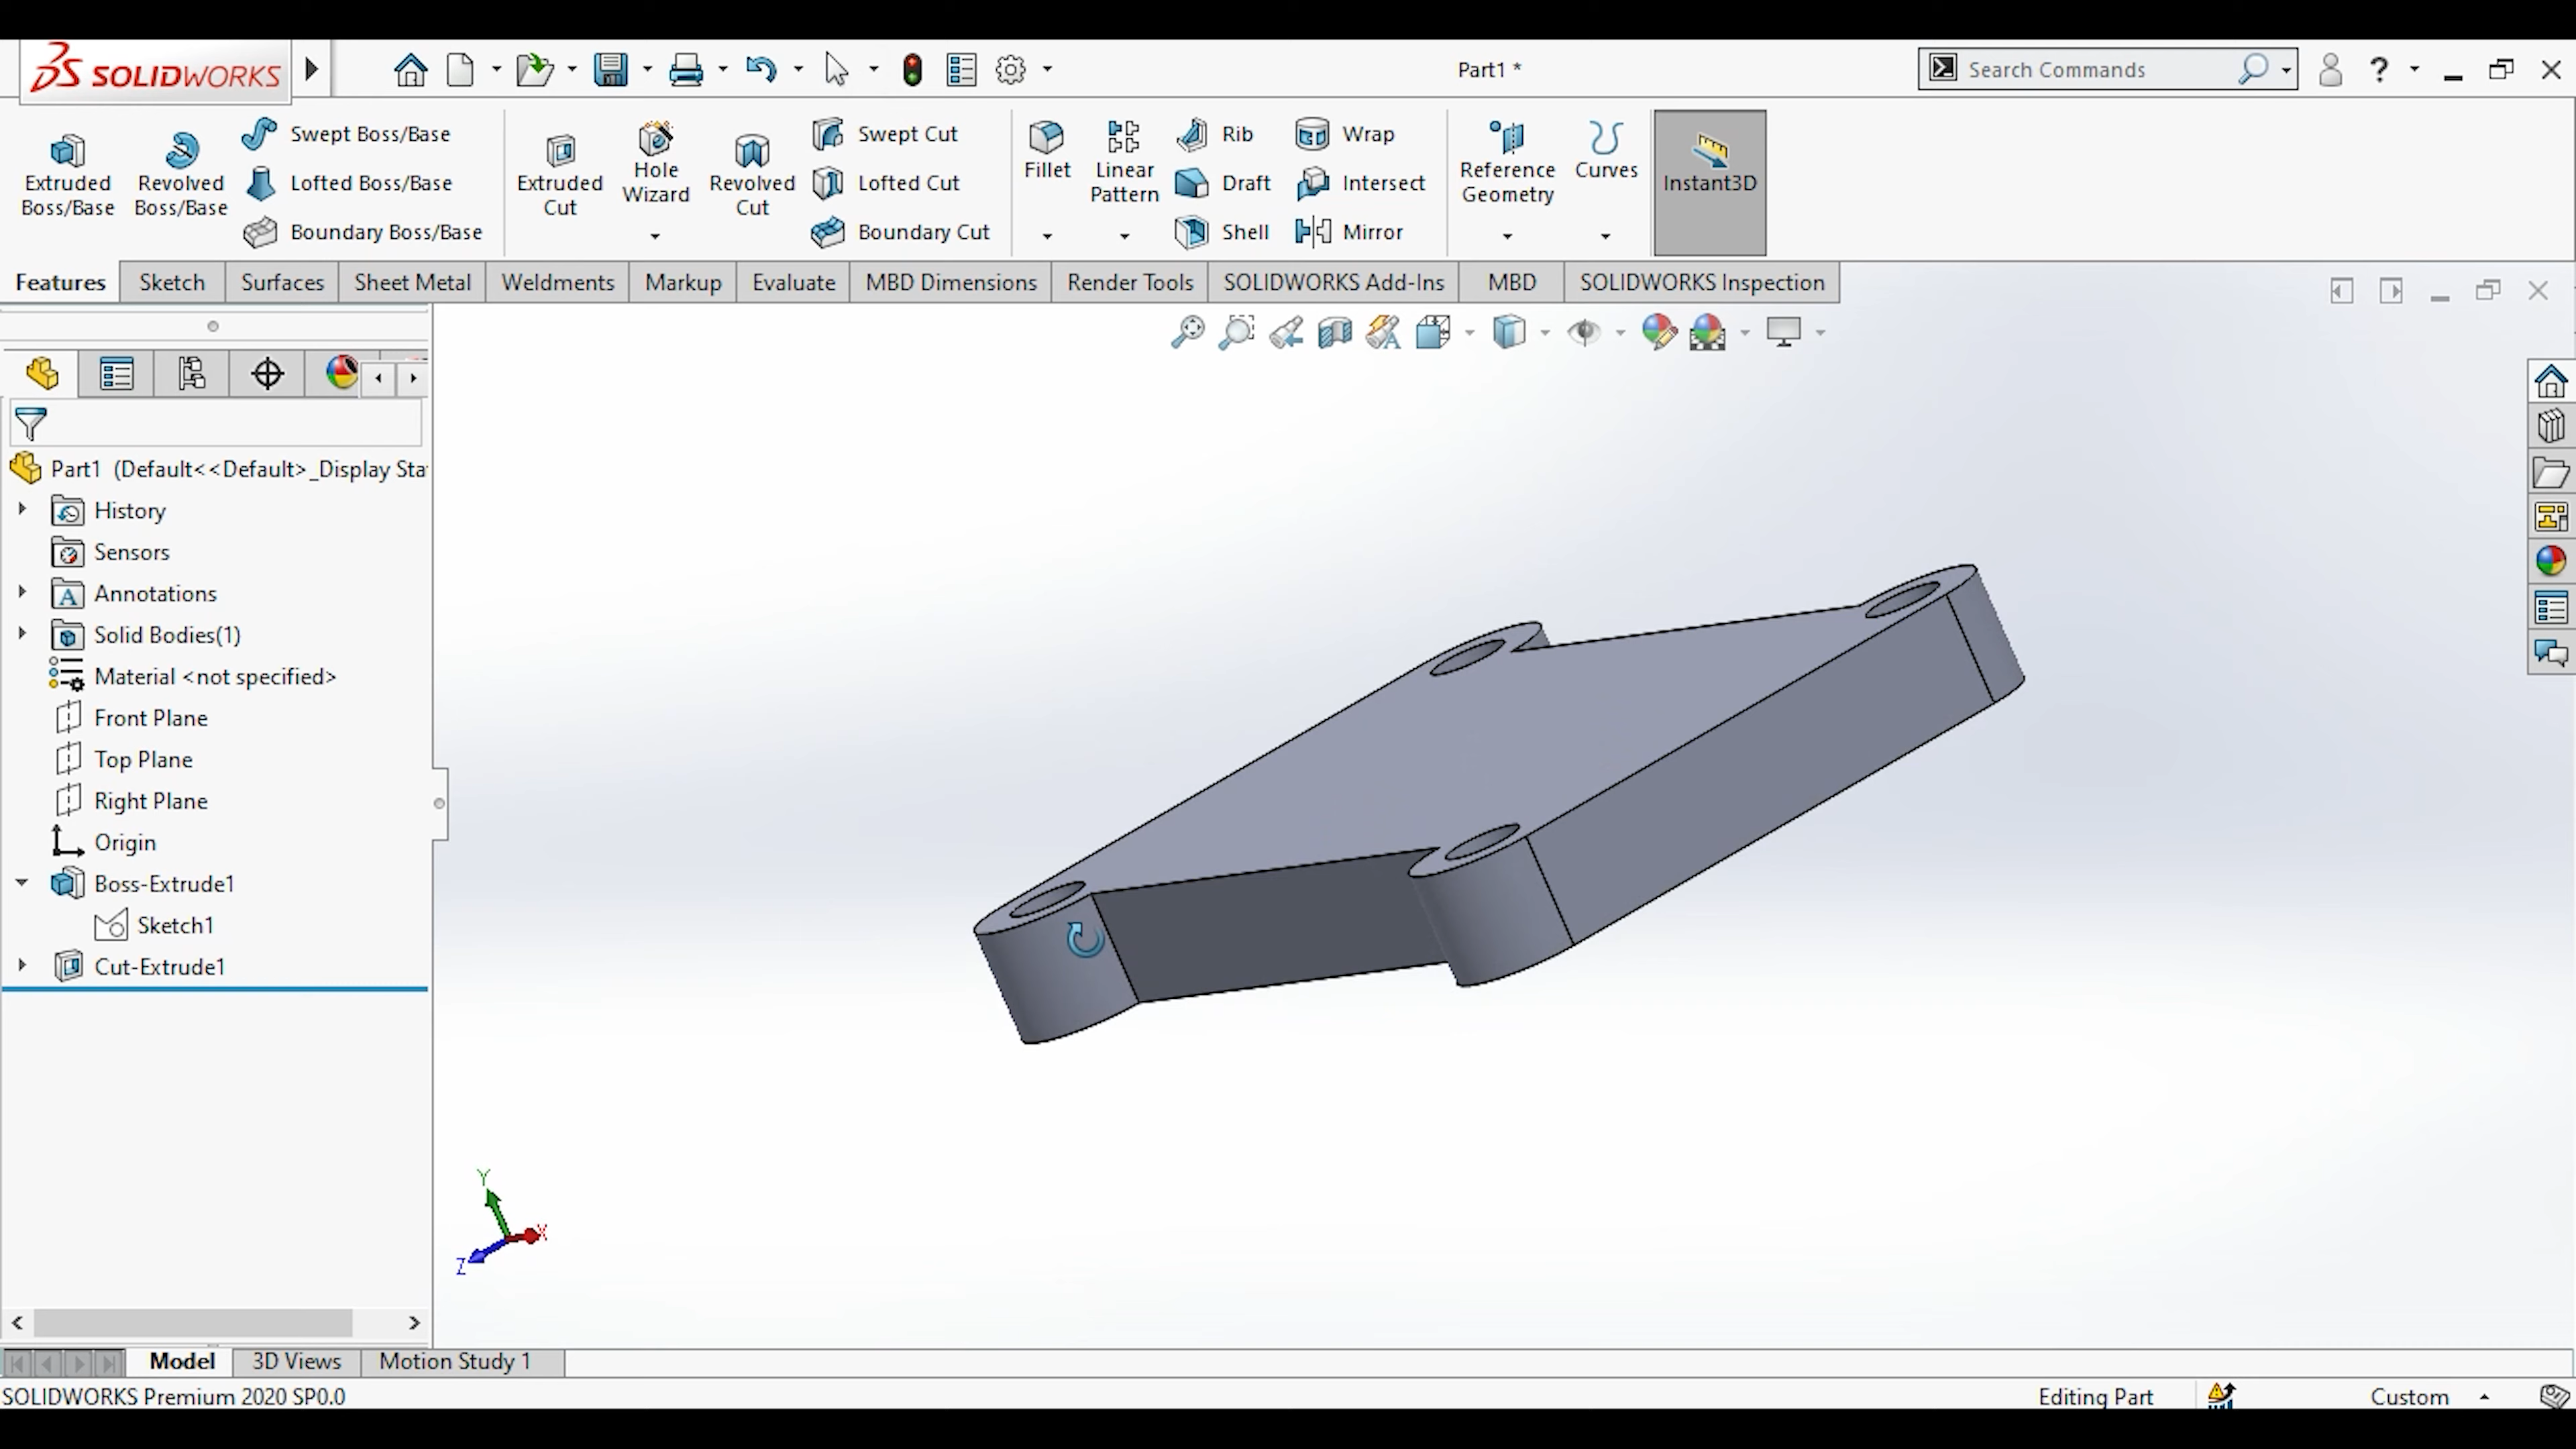 SOLIDWORKS
Part1 *
Search Commands
?
Extruded Boss/Base
Revolved Boss/Base
Swept Boss/Base
Lofted Boss/Base
Boundary Boss/Base
Extruded Cut
Hole Wizard
Revolved Cut
Swept Cut
Lofted Cut
Boundary Cut
Fillet
Linear Pattern
Rib
Draft
Shell
Wrap
Intersect
Mirror
Reference Geometry
Curves
Instant3D
Features
Sketch
Surfaces
Sheet Metal
Weldments
Markup
Evaluate
MBD Dimensions
Render Tools
SOLIDWORKS Add-Ins
MBD
SOLIDWORKS Inspection
Part1 (Default<<Default>_Display Sta
History
Sensors
Annotations
Solid Bodies(1)
Material <not specified>
Front Plane
Top Plane
Right Plane
Origin
Boss-Extrude1
Sketch1
Cut-Extrude1
Y
X
Z
Model
3D Views
Motion Study 1
SOLIDWORKS Premium 2020 SP0.0
Editing Part
Custom